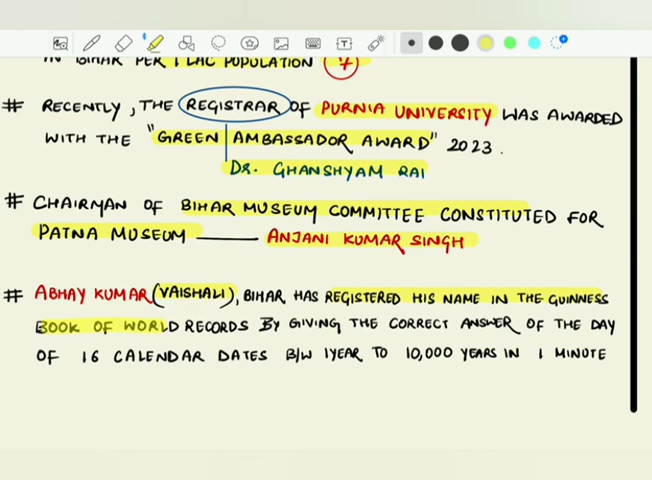 IN BIHAR PER 1 LAC POPULATION 7
# RECENTLY, THE REGISTRAR OF PURNIA UNIVERSITY WAS AWARDED
WITH THE "GREEN AMBASSADOR AWARD" 2023.
DR. GHANSHYAM RAI
# CHAIRMAN OF BIHAR MUSEUM COMMITTEE CONSTITUTED FOR
PATNA MUSEUM — ANJANI KUMAR SINGH
# ABHAY KUMAR (VAISHALI), BIHAR HAS REGISTERED HIS NAME IN THE GUINNESS
BOOK OF WORLD RECORDS BY GIVING THE CORRECT ANSWER OF THE DAY
OF 16 CALENDAR DATES B/W 1YEAR TO 10,000 YEARS IN 1 MINUTE